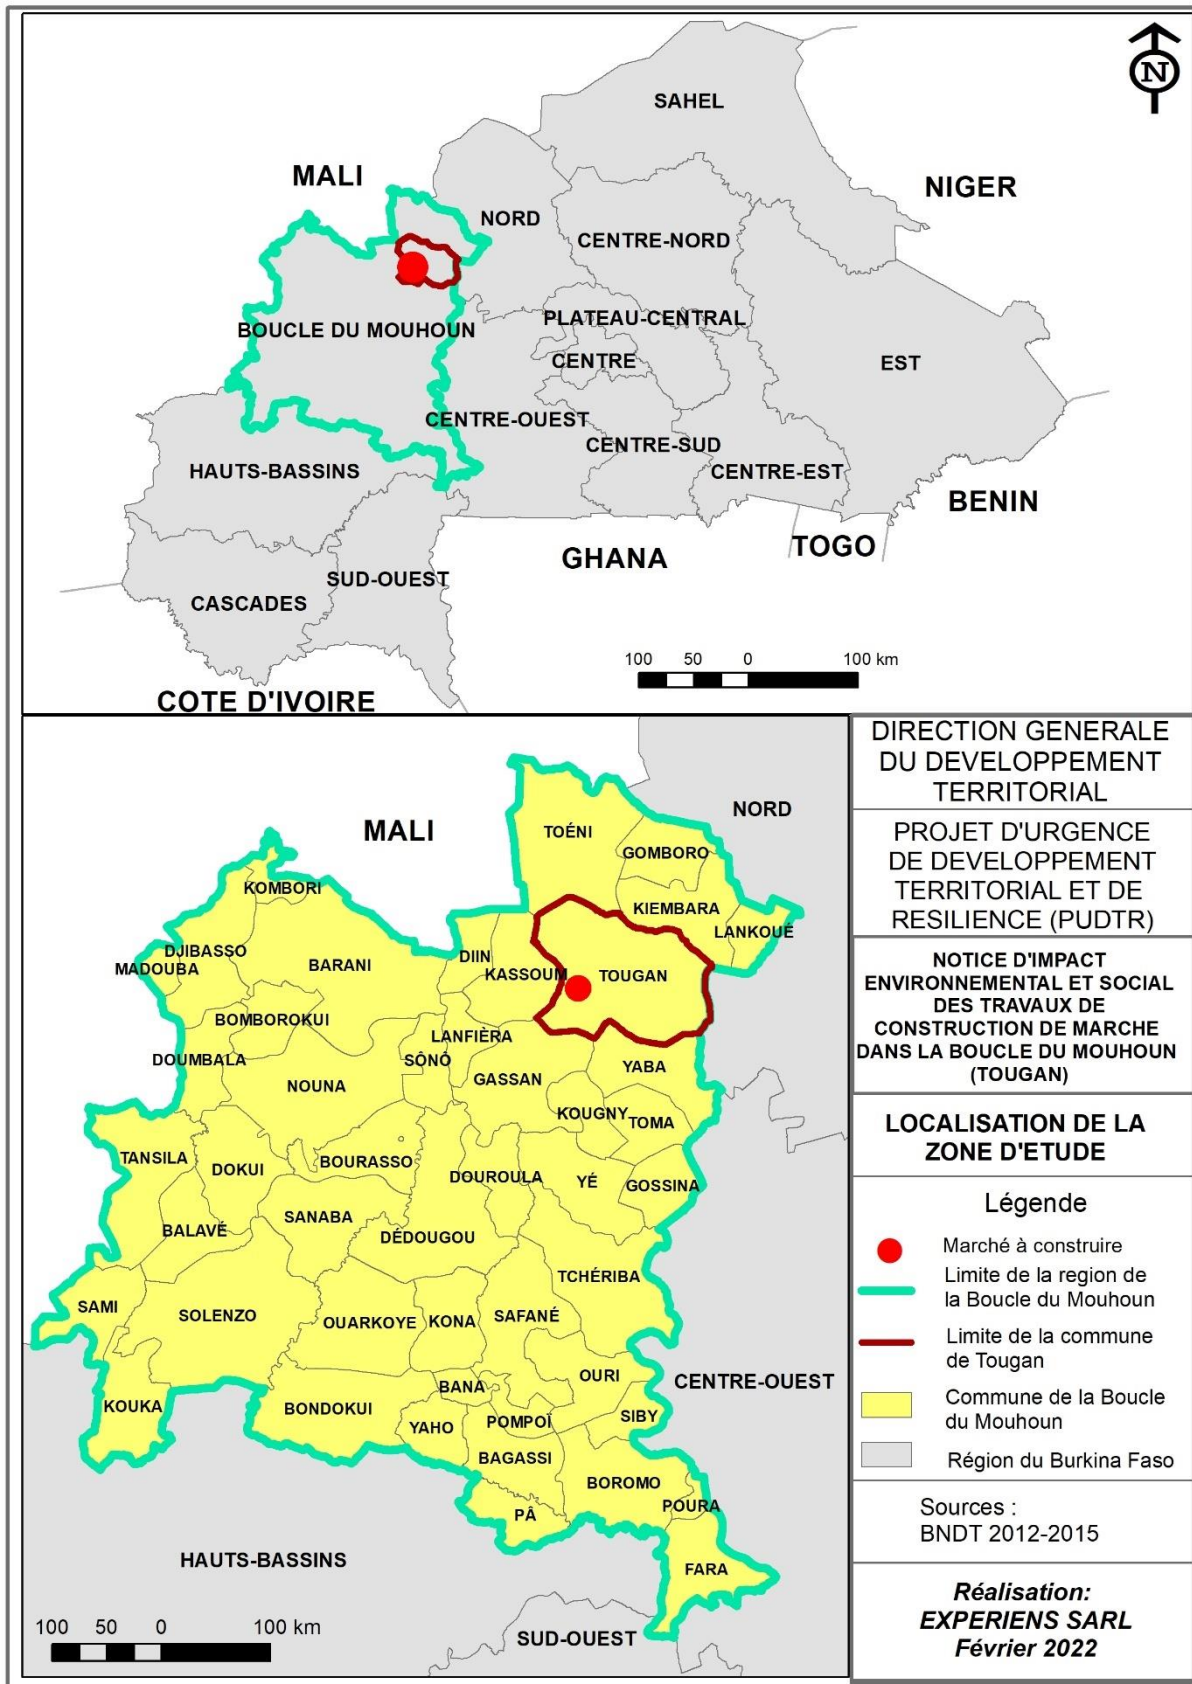 N
SAHEL
MALI
NIGER
NORD
CENTRE-NORD
PLATEAU-CENTRAL
BOUCLE DU MOUHOUN
CENTRE
EST
CENTRE-OUEST
CENTRE-SUD
HAUTS-BASSINS
CENTRE-EST
BENIN
TOGO
GHANA
SUD-OUEST
CASCADES
COTE D'IVOIRE
100 50 0 100 km
MALI
NORD
TOÉNI
GOMBORO
KOMBORI
KIEMBARA
LANKOUÉ
DJIBASSO
MADOUBA
BARANI
DIIN
KASSOUM
TOUGAN
BOMBOROKUI
LANFIÈRA
DOUMBALA
SÔNÔ
NOUNA
GASSAN
YABA
KOUGNY
TOMA
TANSILA
DOKUI
BOURASSO
DOUROULA
YÉ
GOSSINA
BALAVÉ
SANABA
DÉDOUGOU
TCHÉRIBA
SAMI
SOLENZO
OUARKOYE
KONA
SAFANÉ
OURI
CENTRE-OUEST
BANA
KOUKA
BONDOKUI
YAHO
POMPOÏ
SIBY
BAGASSI
BOROMO
POURA
PÂ
HAUTS-BASSINS
FARA
100 50 0 100 km
SUD-OUEST
DIRECTION GENERALE
DU DEVELOPPEMENT
TERRITORIAL
PROJET D'URGENCE
DE DEVELOPPEMENT
TERRITORIAL ET DE
RESILIENCE (PUDTR)
NOTICE D'IMPACT
ENVIRONNEMENTAL ET SOCIAL
DES TRAVAUX DE
CONSTRUCTION DE MARCHE
DANS LA BOUCLE DU MOUHOUN
(TOUGAN)
LOCALISATION DE LA
ZONE D'ETUDE
Légende
Marché à construire
Limite de la region de
la Boucle du Mouhoun
Limite de la commune
de Tougan
Commune de la Boucle
du Mouhoun
Région du Burkina Faso
Sources :
BNDT 2012-2015
Réalisation:
EXPERIENS SARL
Février 2022